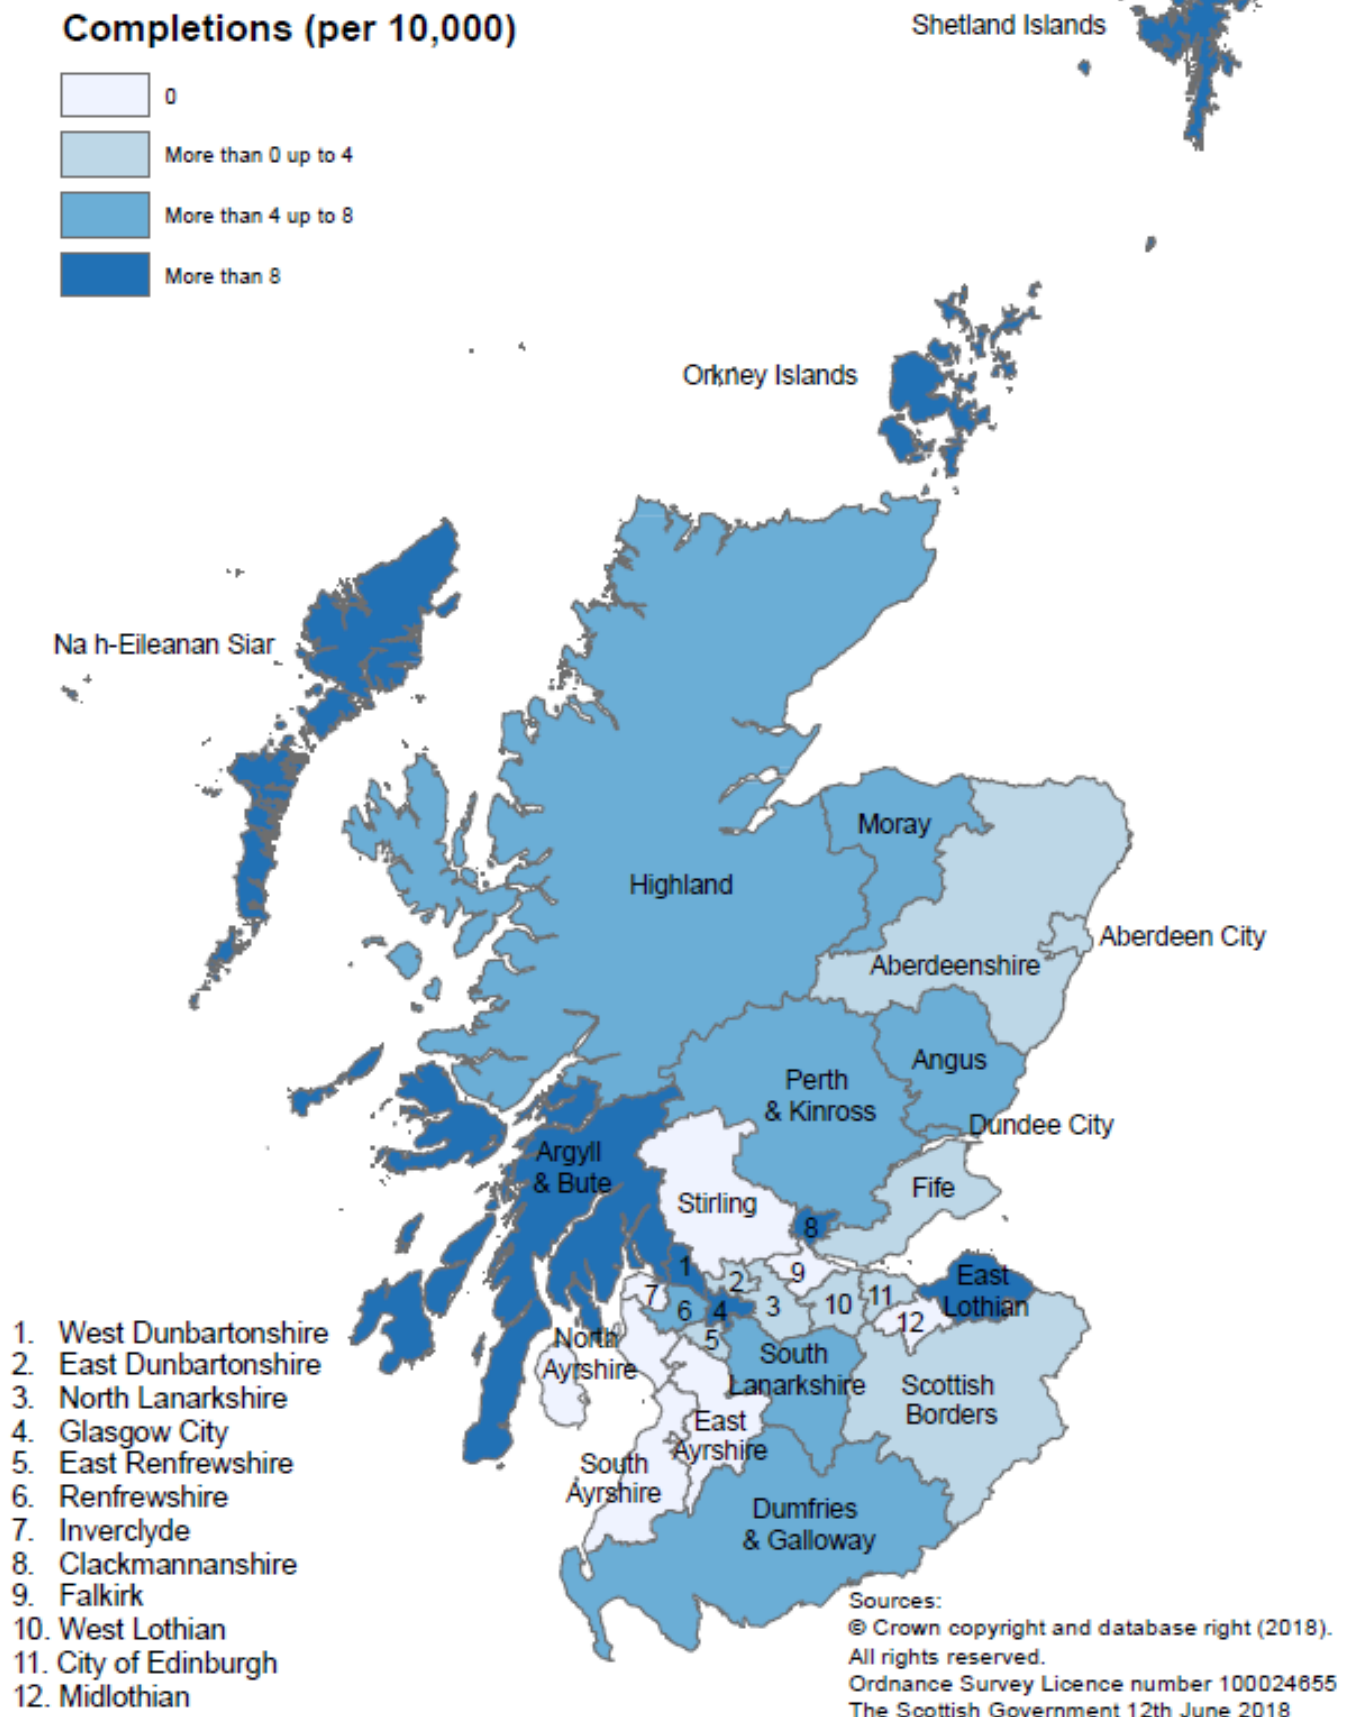 Completions (per 10,000)
Shetland Islands
0
More than 0 up to 4
More than 4 up to 8
More than 8
Orkney Islands
Na h-Eileanan Siar
Moray
Highland
Aberdeen City
Aberdeenshire
Angus
Perth
& Kinross
Dundee City
Argyll
& Bute
Fife
Stirling
8
1
2
9
East
Lothian
7
6
4
3
10
11
12
5
North
Ayrshire
South
Lanarkshire
Scottish
Borders
East
Ayrshire
South
Ayrshire
Dumfries
& Galloway
1. West Dunbartonshire
2. East Dunbartonshire
3. North Lanarkshire
4. Glasgow City
5. East Renfrewshire
6. Renfrewshire
7. Inverclyde
8. Clackmannanshire
9. Falkirk
10. West Lothian
11. City of Edinburgh
12. Midlothian
Sources:
© Crown copyright and database right (2018).
All rights reserved.
Ordnance Survey Licence number 100024655
The Scottish Government 12th June 2018